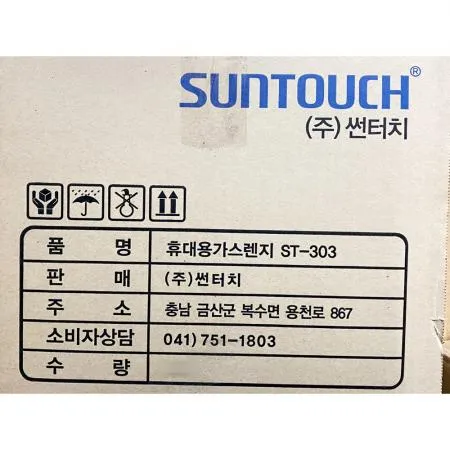 SUNTOUCH®
(주)썬터치
품 명 휴대용가스렌지 ST-303
판 매 (주)썬터치
주 소 충남 금산군 복수면 용천로 867
소비자상담 041) 751-1803
수 량